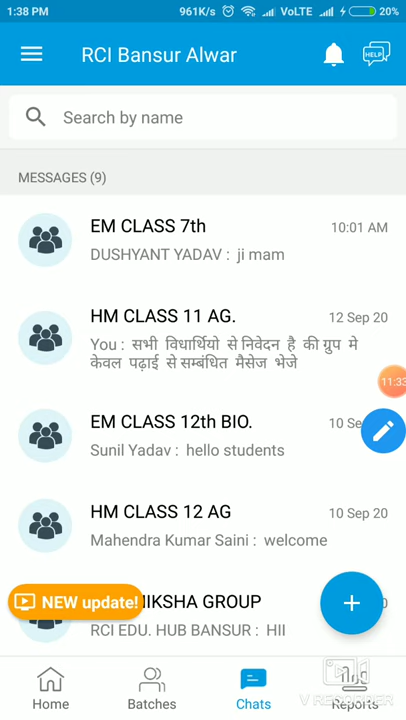 1:38 PM 961K/s VoLTE 20%
RCI Bansur Alwar HELP
Search by name
MESSAGES (9)
EM CLASS 7th 10:01 AM
DUSHYANT YADAV : ji mam
HM CLASS 11 AG. 12 Sep 20
You : सभी विधार्थियो से निवेदन है की ग्रुप मे
केवल पढ़ाई से सम्बंधित मैसेज भेजे
11:33
EM CLASS 12th BIO. 10
Sunil Yadav : hello students
HM CLASS 12 AG 10 Sep 20
Mahendra Kumar Saini : welcome
NEW update! GROUP
RCI EDU. HUB BANSUR : HII
Home Batches Chats Reports
V RECORDER